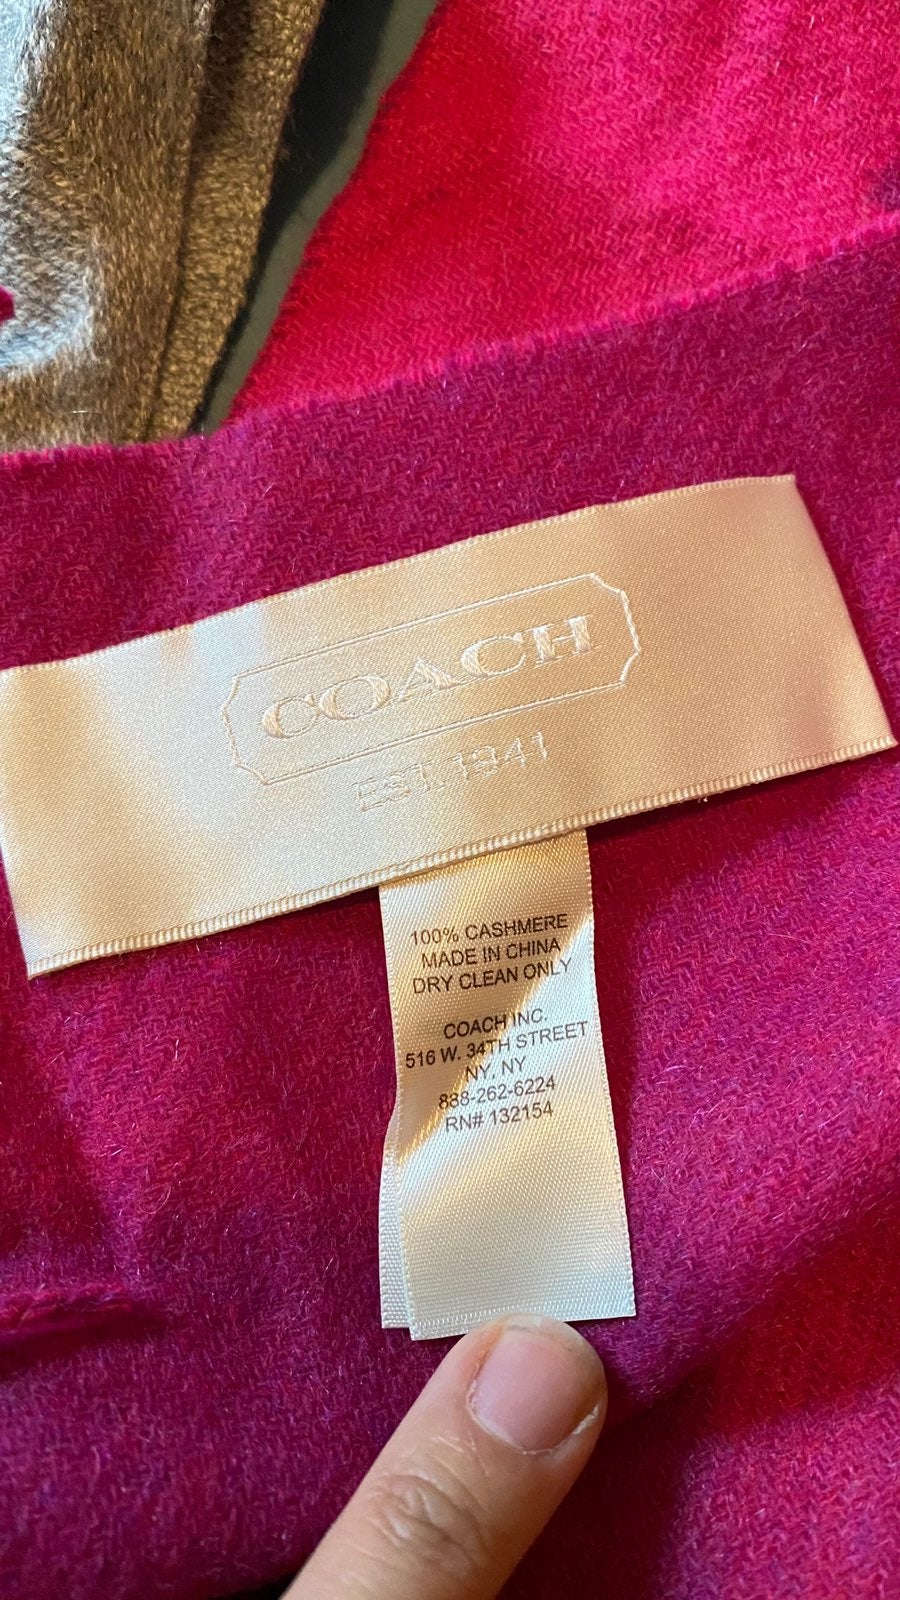 COACH
EST. 1941
100% CASHMERE
MADE IN CHINA
DRY CLEAN ONLY
COACH INC.
516 W. 34TH STREET
NY, NY
888-262-6224
RN# 132154